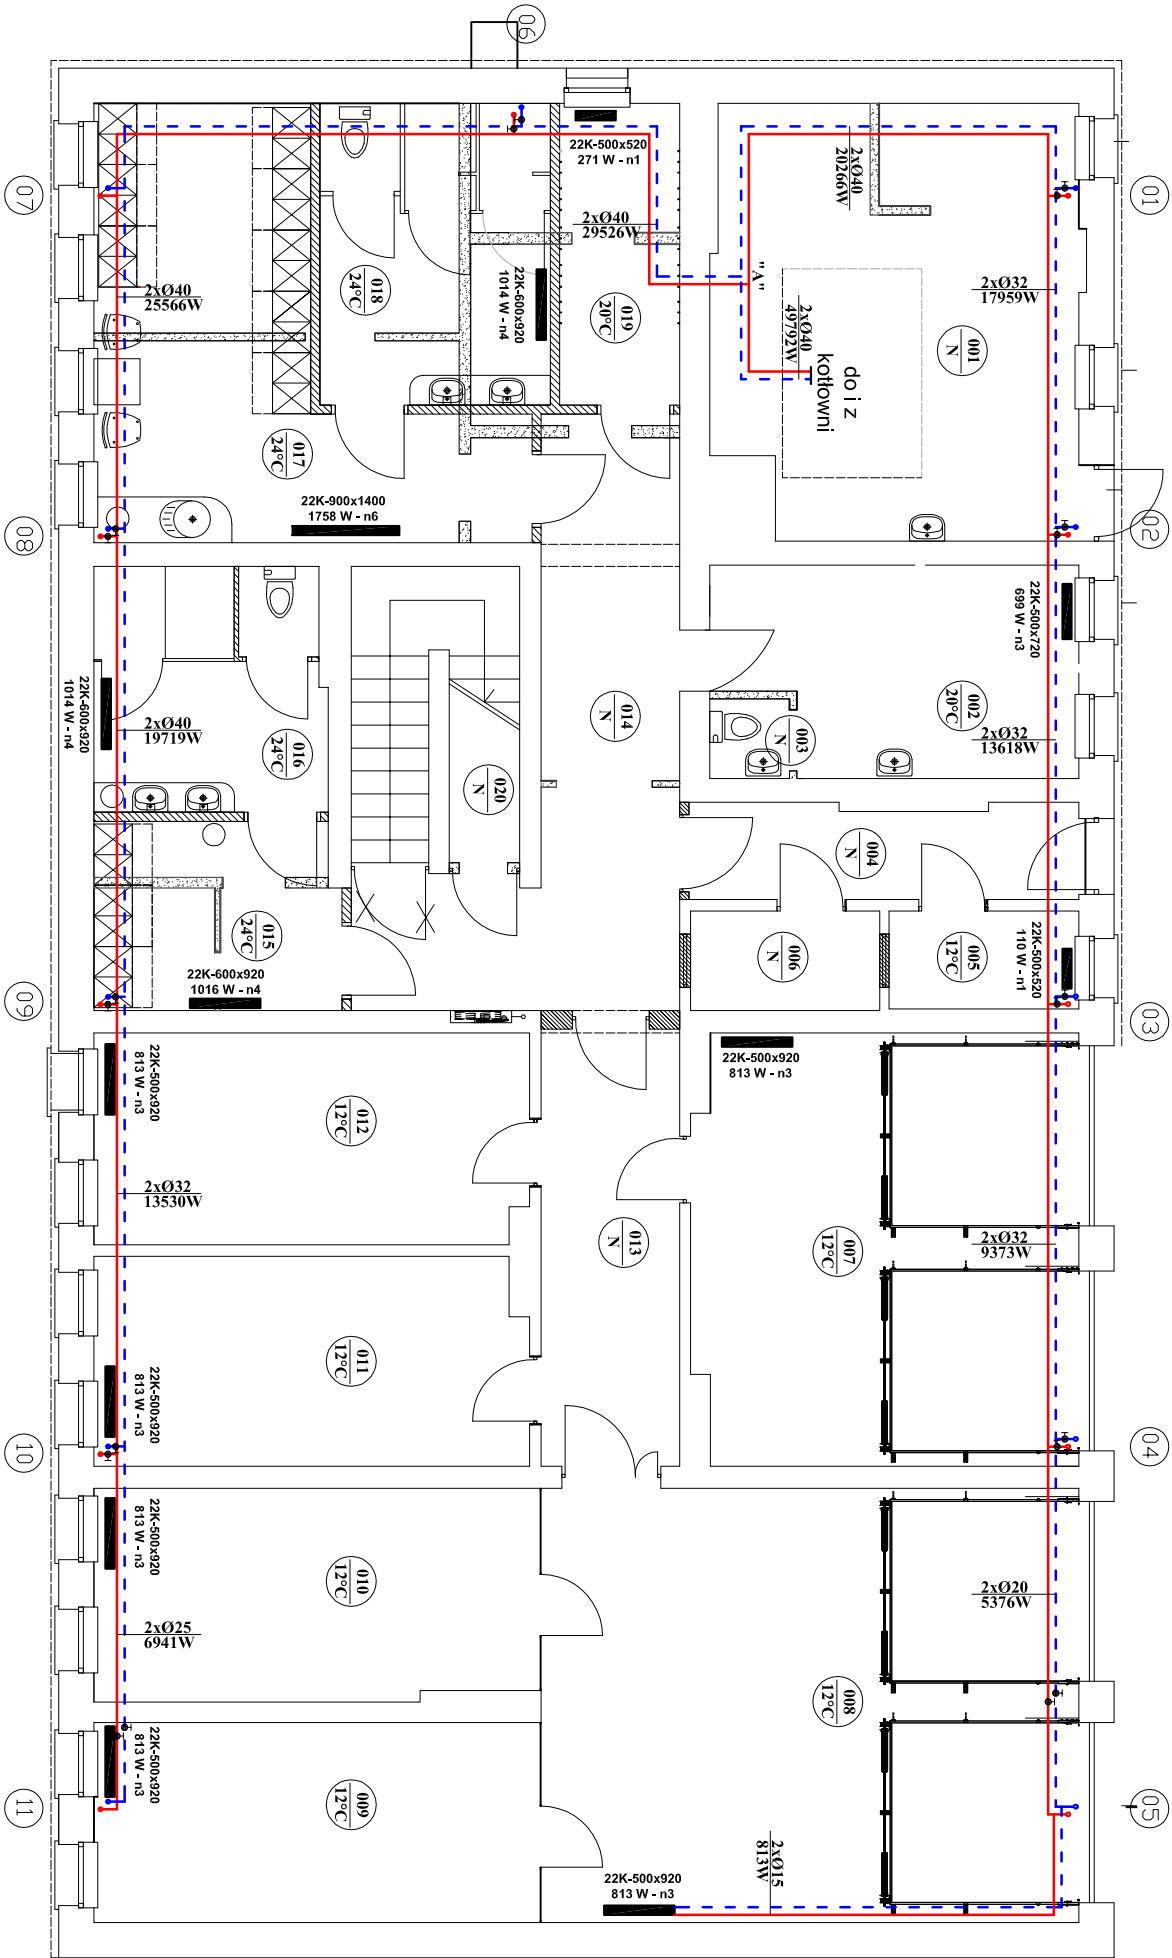 06
07
01
22K-500x520
271 W - n1
2xØ40
20266W
2xØ40
29526W
"A"
2xØ32
17959W
018
24°C
22K-600x920
1014 W - n4
2xØ40
25566W
019
20°C
2xØ40
49792W
do i z
kotłowni
001
N
017
24°C
22K-900x1400
1758 W - n6
08
02
22K-500x720
699 W - n3
22K-600x920
1014 W - n4
2xØ40
19719W
016
24°C
014
N
003
N
002
20°C
2xØ32
13618W
020
N
004
N
015
24°C
22K-600x920
1016 W - n4
006
N
005
12°C
22K-500x520
110 W - n1
09
03
22K-500x920
813 W - n3
22K-500x920
813 W - n3
012
12°C
2xØ32
13530W
013
N
007
12°C
2xØ32
9373W
011
12°C
22K-500x920
813 W - n3
10
04
22K-500x920
813 W - n3
010
12°C
2xØ20
5376W
2xØ25
6941W
008
12°C
22K-500x920
813 W - n3
009
12°C
11
05
2xØ15
813W
22K-500x920
813 W - n3